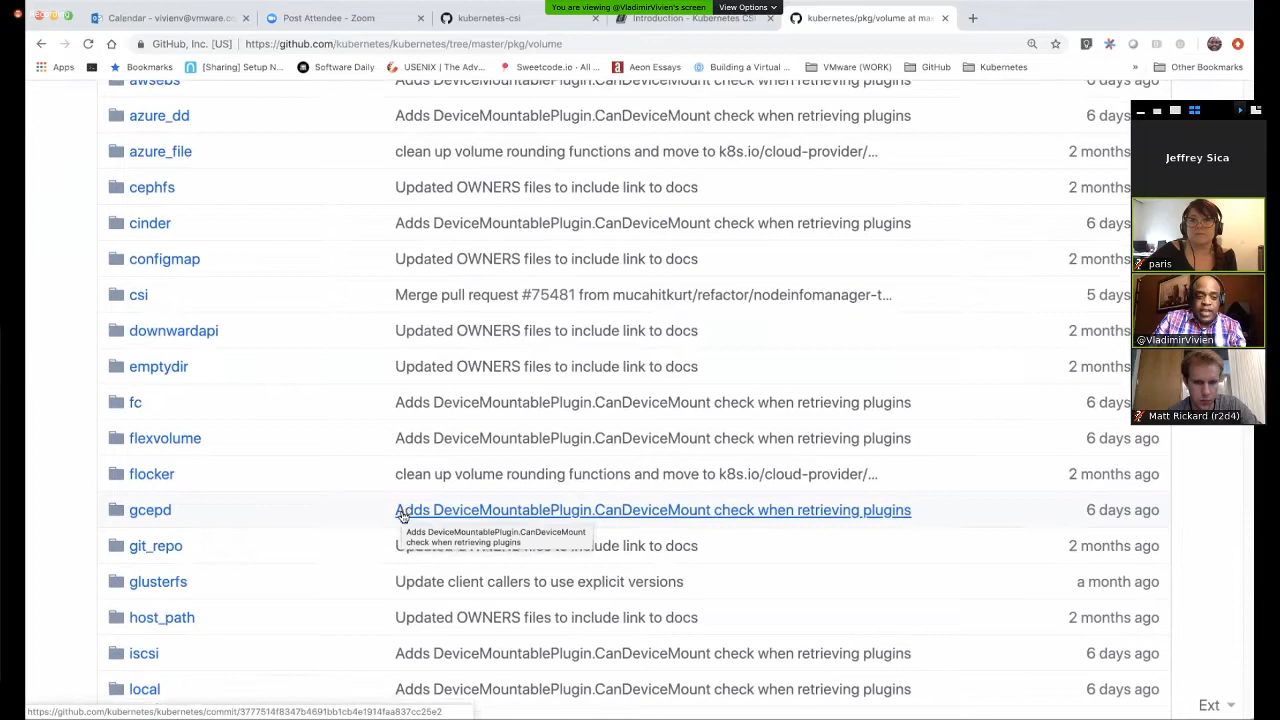 Recording
Calendar - vivienv@vmware.co
Post Attendee - Zoom
kubernetes-csi
You are viewing @VladimirVivien's screen
View Options
Introduction - Kubernetes CSI
kubernetes/pkg/volume at mas
GitHub, Inc. [US]
https://github.com/kubernetes/kubernetes/tree/master/pkg/volume
Apps
Bookmarks
[Sharing] Setup N...
Software Daily
USENIX | The Adv...
Sweetcode.io - An ...
Aeon Essays
Building a Virtual ...
VMware (WORK)
GitHub
Kubernetes
»
Other Bookmarks
awsebs Adds DeviceMountablePlugin.CanDeviceMount check when retrieving plugins 6 days ago
azure_dd Adds DeviceMountablePlugin.CanDeviceMount check when retrieving plugins 6 days
azure_file clean up volume rounding functions and move to k8s.io/cloud-provider/... 2 months
cephfs Updated OWNERS files to include link to docs 2 months
cinder Adds DeviceMountablePlugin.CanDeviceMount check when retrieving plugins 6 days
configmap Updated OWNERS files to include link to docs 2 months
csi Merge pull request #75481 from mucahitkurt/refactor/nodeinfomanager-t... 5 days
downwardapi Updated OWNERS files to include link to docs 2 months
emptydir Updated OWNERS files to include link to docs 2 months
fc Adds DeviceMountablePlugin.CanDeviceMount check when retrieving plugins 6 days
flexvolume Adds DeviceMountablePlugin.CanDeviceMount check when retrieving plugins 6 days ago
flocker clean up volume rounding functions and move to k8s.io/cloud-provider/... 2 months ago
gcepd Adds DeviceMountablePlugin.CanDeviceMount check when retrieving plugins 6 days ago
Adds DeviceMountablePlugin.CanDeviceMount
check when retrieving plugins
git_repo include link to docs 2 months ago
glusterfs Update client callers to use explicit versions a month ago
host_path Updated OWNERS files to include link to docs 2 months ago
iscsi Adds DeviceMountablePlugin.CanDeviceMount check when retrieving plugins 6 days ago
local Adds DeviceMountablePlugin.CanDeviceMount check when retrieving plugins 6 days ago
https://github.com/kubernetes/kubernetes/commit/3777514f8347b4691bb1cb4e1914faa837cc25e2
Ext
Jeffrey Sica
paris
@VladimirVivien
Matt Rickard (r2d4)